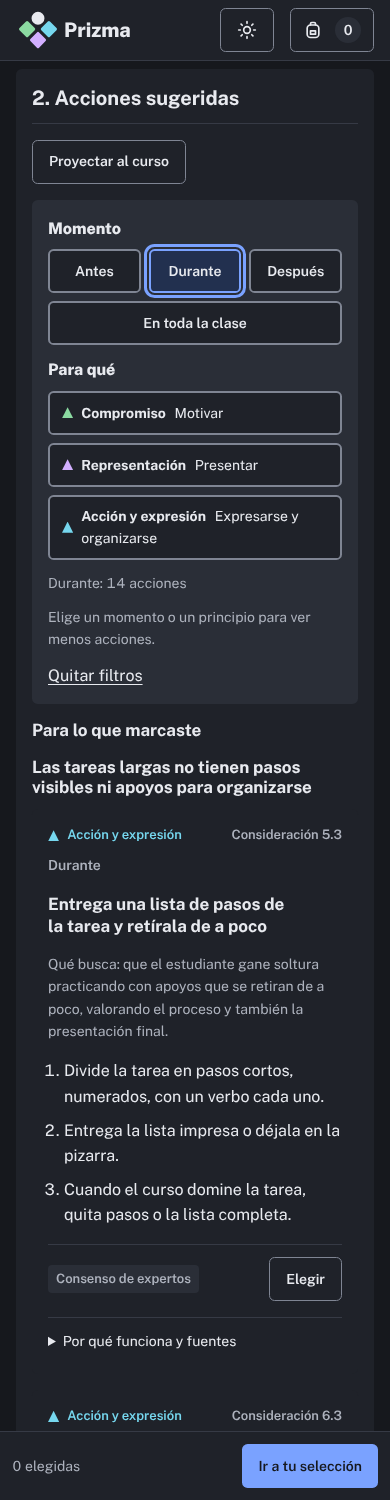 Prizma
0
2. Acciones sugeridas
Proyectar al curso
Momento
Antes
Durante
Después
En toda la clase
Para qué
Compromiso Motivar
Representación Presentar
Acción y expresión Expresarse y
organizarse
Durante: 14 acciones
Elige un momento o un principio para ver
menos acciones.
Quitar filtros
Para lo que marcaste
Las tareas largas no tienen pasos
visibles ni apoyos para organizarse
Acción y expresión Consideración 5.3
Durante
Entrega una lista de pasos de
la tarea y retírala de a poco
Qué busca: que el estudiante gane soltura
practicando con apoyos que se retiran de a
poco, valorando el proceso y también la
presentación final.
1. Divide la tarea en pasos cortos,
numerados, con un verbo cada uno.
2. Entrega la lista impresa o déjala en la
pizarra.
3. Cuando el curso domine la tarea,
quita pasos o la lista completa.
Consenso de expertos
Elegir
Por qué funciona y fuentes
Acción y expresión Consideración 6.3
0 elegidas
Ir a tu selección